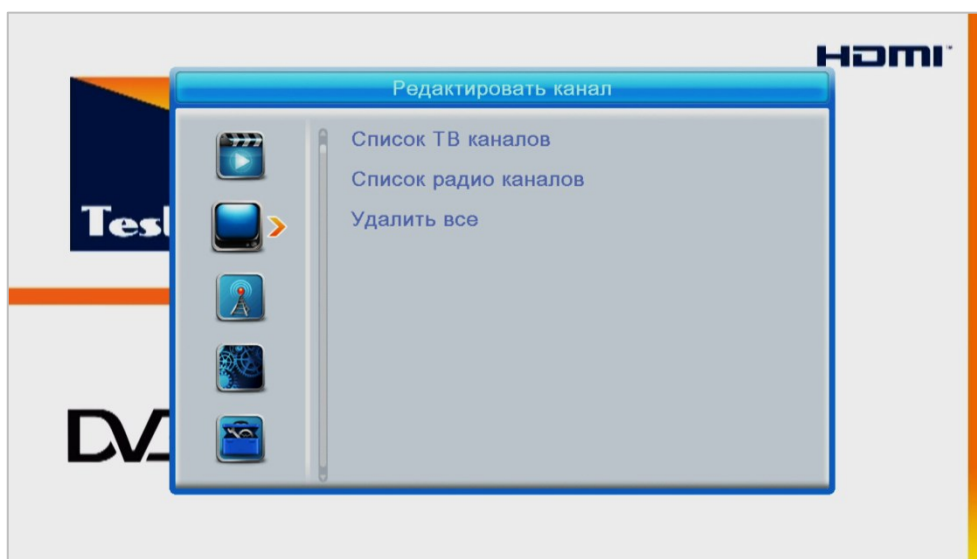 HDMI
Редактировать канал
Список ТВ каналов
Список радио каналов
Удалить все